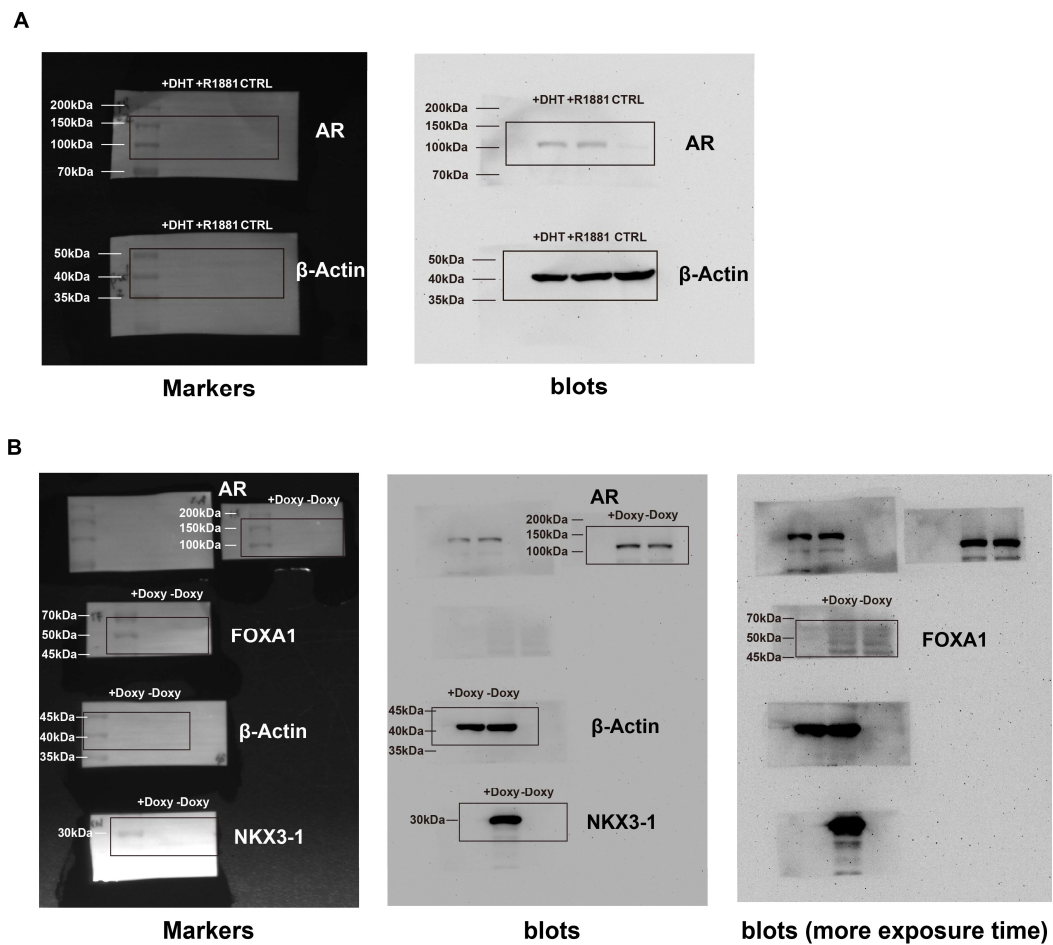 A
+DHT +R1881 CTRL
200kDa
150kDa
100kDa
70kDa
AR
+DHT +R1881 CTRL
50kDa
40kDa
35kDa
β-Actin
Markers
+DHT +R1881 CTRL
200kDa
150kDa
100kDa
70kDa
AR
+DHT +R1881 CTRL
50kDa
40kDa
35kDa
β-Actin
blots
B
AR
+Doxy -Doxy
200kDa
150kDa
100kDa
+Doxy -Doxy
70kDa
50kDa
45kDa
FOXA1
+Doxy -Doxy
45kDa
40kDa
35kDa
β-Actin
+Doxy -Doxy
30kDa
NKX3-1
Markers
AR
+Doxy -Doxy
200kDa
150kDa
100kDa
+Doxy -Doxy
45kDa
40kDa
35kDa
β-Actin
+Doxy -Doxy
30kDa
NKX3-1
blots
+Doxy -Doxy
70kDa
50kDa
45kDa
FOXA1
blots (more exposure time)